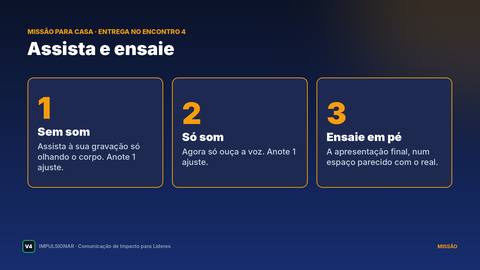 MISSÃO PARA CASA · ENTREGA NO ENCONTRO 4
Assista e ensaie
1
Sem som
Assista à sua gravação só
olhando o corpo. Anote 1
ajuste.
2
Só som
Agora só ouça a voz. Anote 1
ajuste.
3
Ensaie em pé
A apresentação final, num
espaço parecido com o real.
V4 IMPULSIONAR · Comunicação de Impacto para Líderes
MISSÃO